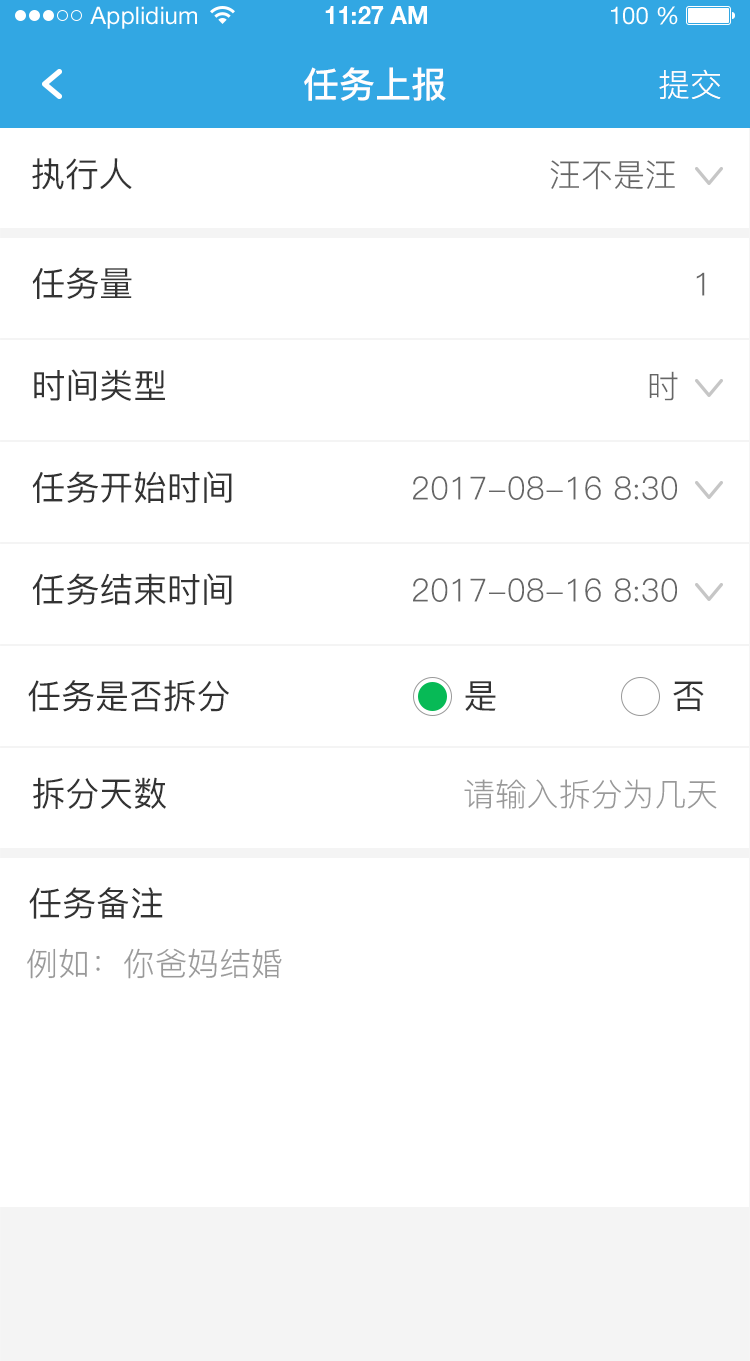 Applidium 11:27 AM 100 %
任务上报 提交
执行人 汪不是汪
任务量 1
时间类型 时
任务开始时间 2017-08-16 8:30
任务结束时间 2017-08-16 8:30
任务是否拆分 是 否
拆分天数 请输入拆分为几天
任务备注
例如：你爸妈结婚